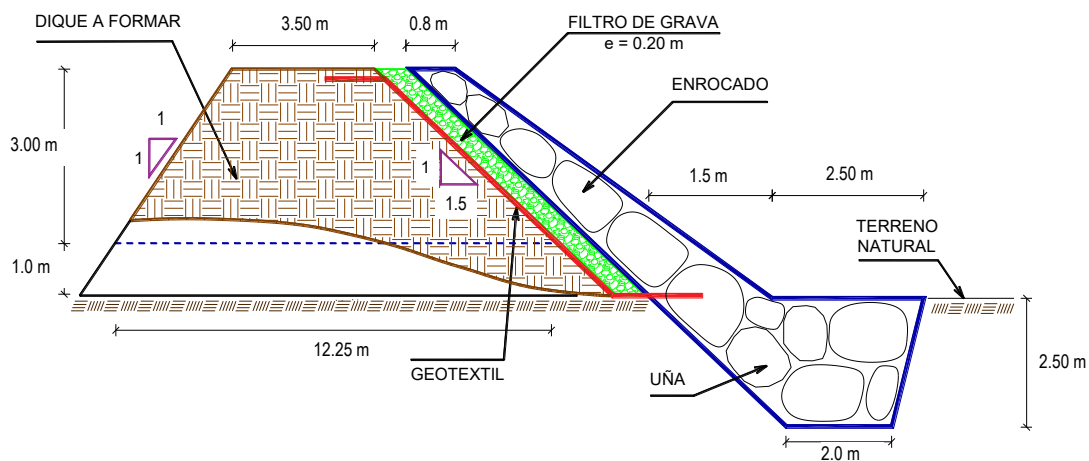 DIQUE A FORMAR
3.50 m
0.8 m
FILTRO DE GRAVA
e = 0.20 m
ENROCADO
1
1
3.00 m
1
1.5
1.5 m
2.50 m
TERRENO
NATURAL
1.0 m
12.25 m
GEOTEXTIL
UÑA
2.50 m
2.0 m